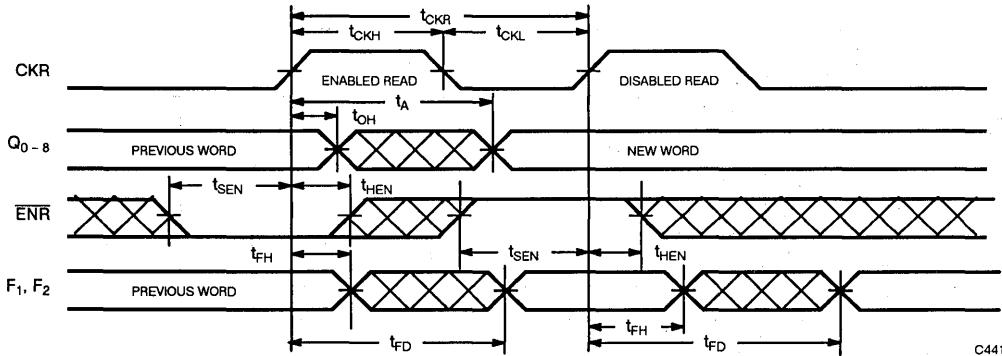 tCKR
tCKH tCKL
CKR ENABLED READ DISABLED READ
tA
tOH
Q0 – 8 PREVIOUS WORD NEW WORD
tSEN tHEN
ENR
tFH tSEN tHEN
F1, F2 PREVIOUS WORD
tFH
tFD tFD
C441